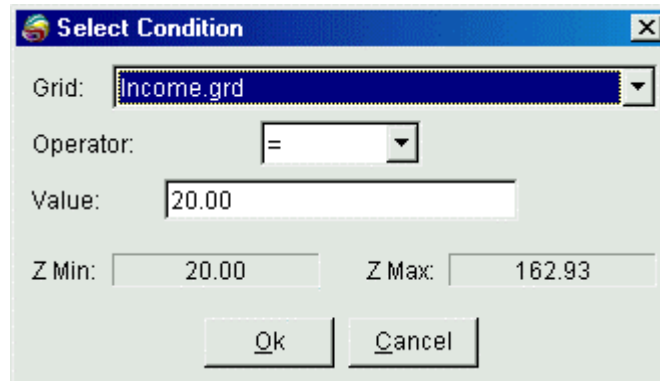 Select Condition
Grid: Income.grd
Operator: =
Value: 20.00
Z Min: 20.00 Z Max: 162.93
Ok Cancel